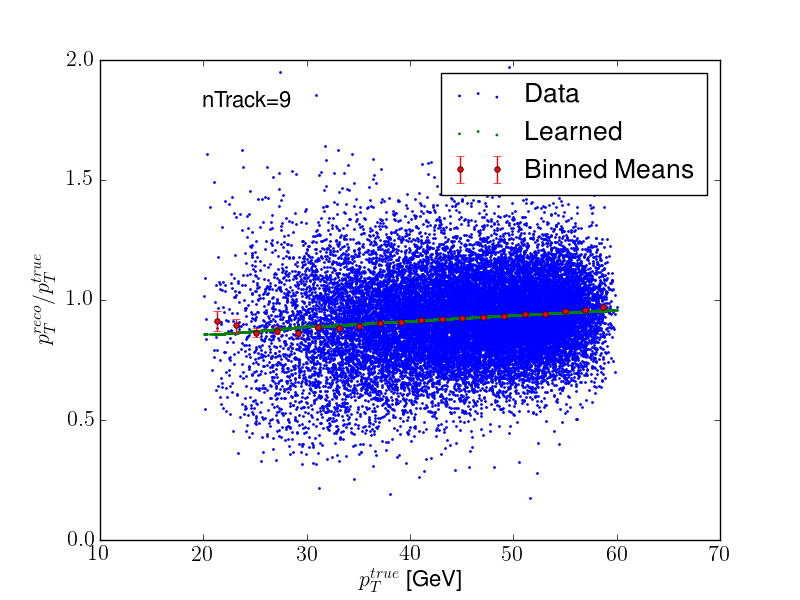 2.0
nTrack=9
Data
Learned
Binned Means
1.5
1.0
0.5
0.0
p_T^{reco}/p_T^{true}
10 20 30 40 50 60 70
p_T^{true} [GeV]